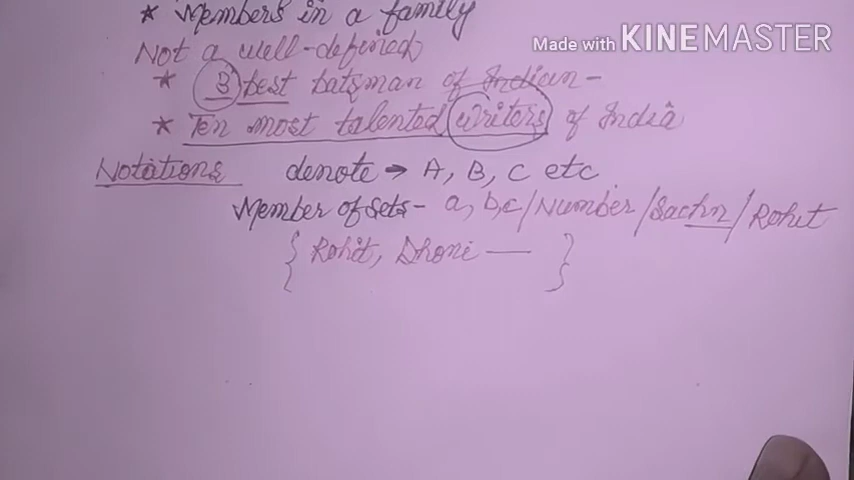 * Members in a family
Made with KINEMASTER
Not a well-defined
* 3 best batsman of Indian -
* Ten most talented writers of India
Notations denote → A, B, C etc
Member of sets - a, b, c / Number / Sachn / Rohit
{ Rohit, Dhoni — }